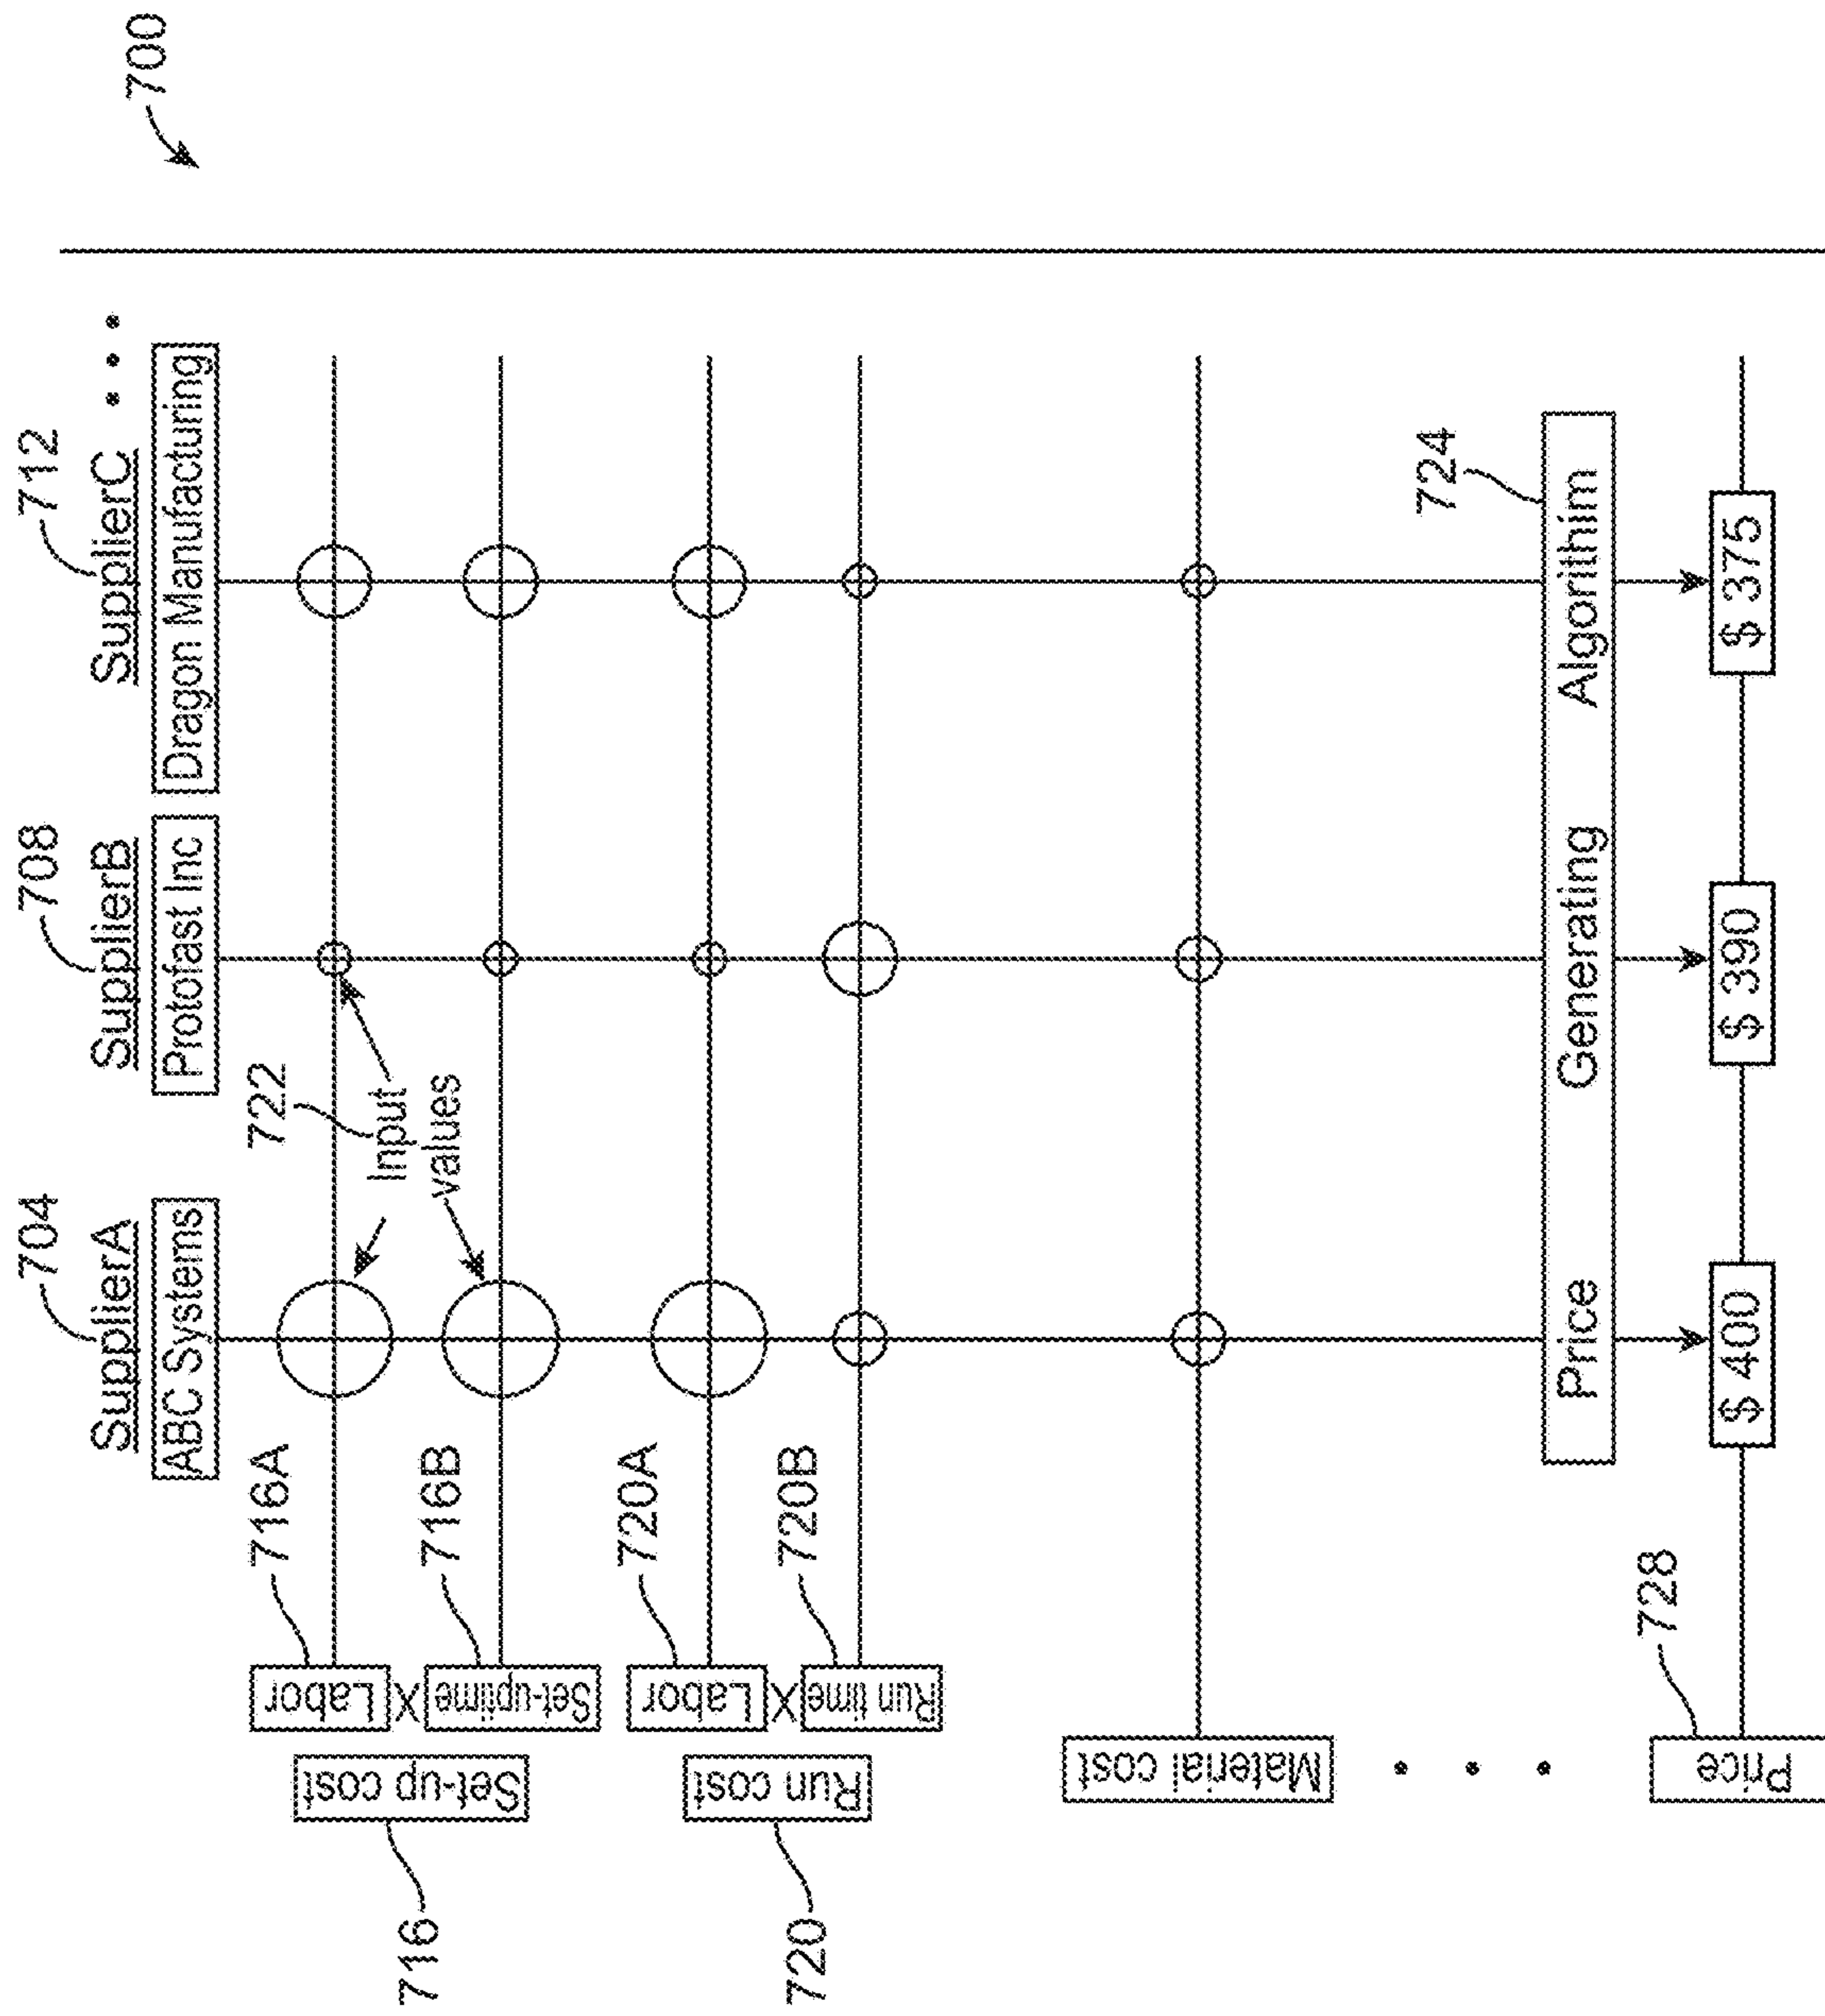 700
704
708
712
SupplierA
SupplierB
SupplierC
ABC Systems
Protofast Inc
Dragon Manufacturing
716
716A
Set-up cost
Labor
X
716B
Set-uptime
722
Input
values
720
720A
Run cost
Labor
X
720B
Run time
Material cost
724
Price Generating Algorithim
728
Price
$ 400
$ 390
$ 375